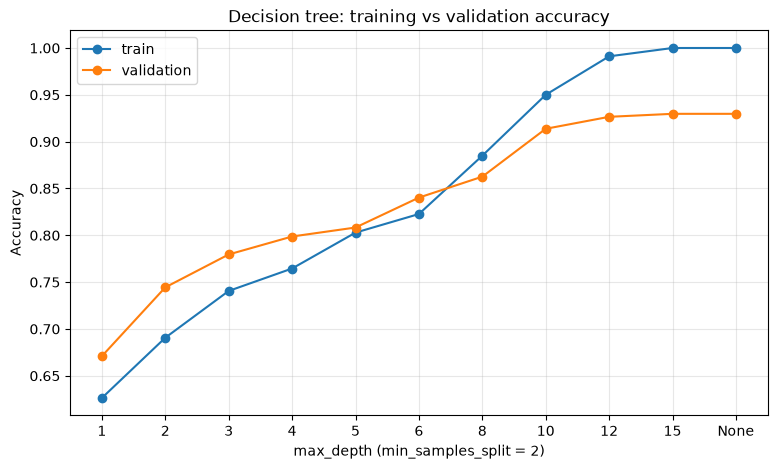 Decision tree: training vs validation accuracy
train
validation
Accuracy
1.00
0.95
0.90
0.85
0.80
0.75
0.70
0.65
1 2 3 4 5 6 8 10 12 15 None
max_depth (min_samples_split = 2)